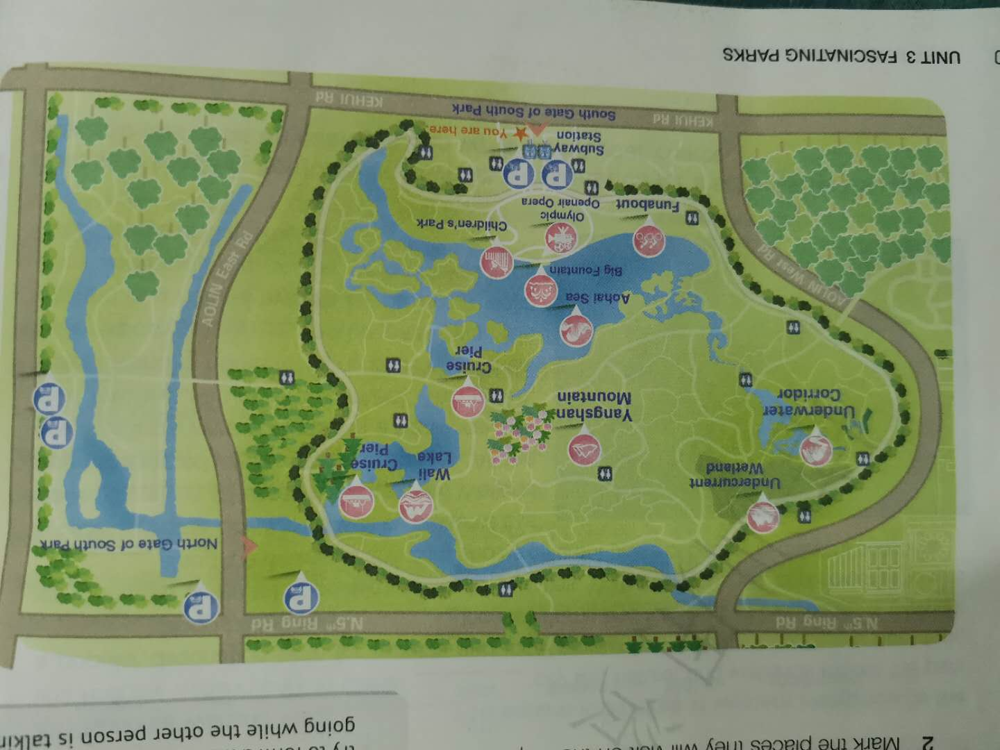 2 Mark the places they will visit on the
try to
going while the other person is talkin
N.5th Ring Rd
N.5th Ring Rd
P
P
North Gate of South Park
Undercurrent
Wetland
Wali
Lake
Cruise
Pier
P
P
Underwater
Corridor
Yangshan
Mountain
Cruise
Pier
Aohai Sea
AOLIN West Rd
AOLIN East Rd
Big Fountain
Children's Park
Olympic
Openair Opera
Funabout
P
P
Subway
Station
You are here.
KEHUI Rd
South Gate of South Park
KEHUI Rd
UNIT 3 FASCINATING PARKS